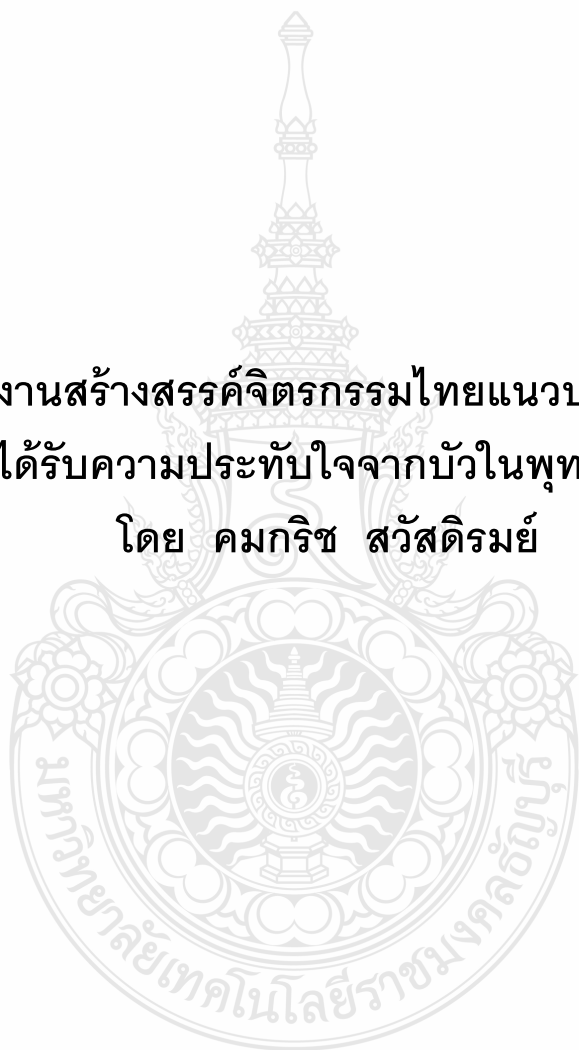 งานสร้างสรรค์จิตรกรรมไทยแนว
ได้รับความประทับใจจากบัวในพุท
โดย คมกริช สวัสดิรมย์
มหาวิทยาลัยเทคโนโลยีราชมงคลธัญบุรี